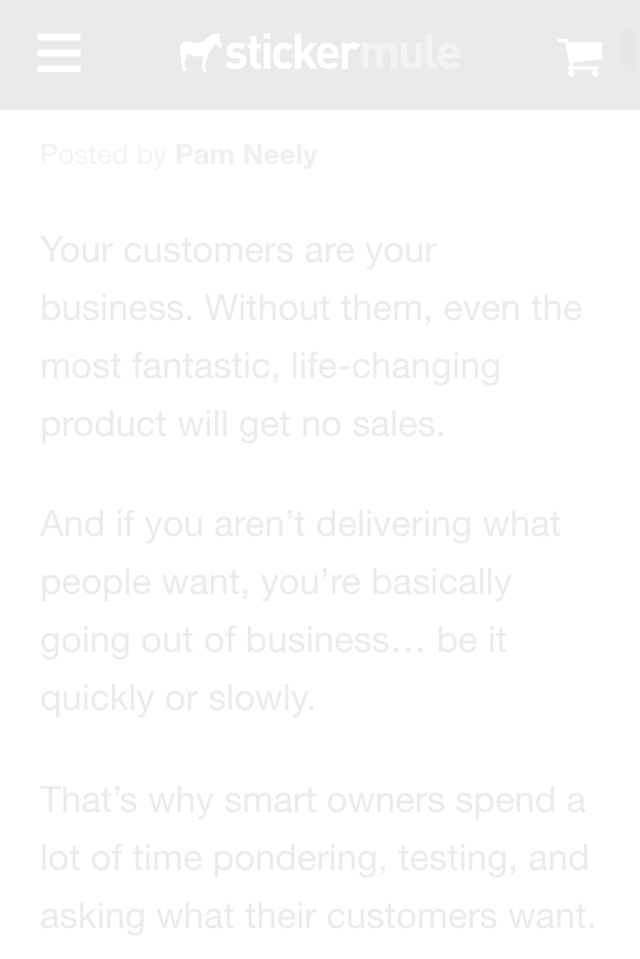 stickermule
Posted by Pam Neely
Your customers are your
business. Without them, even the
most fantastic, life-changing
product will get no sales.
And if you aren’t delivering what
people want, you’re basically
going out of business… be it
quickly or slowly.
That’s why smart owners spend a
lot of time pondering, testing, and
asking what their customers want.